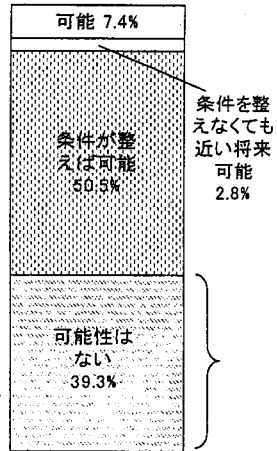 可能 7.4%
条件を整
えなくても
近い将来
可能
2.8%
条件が整
えば可能
50.5%
可能性は
ない
39.3%